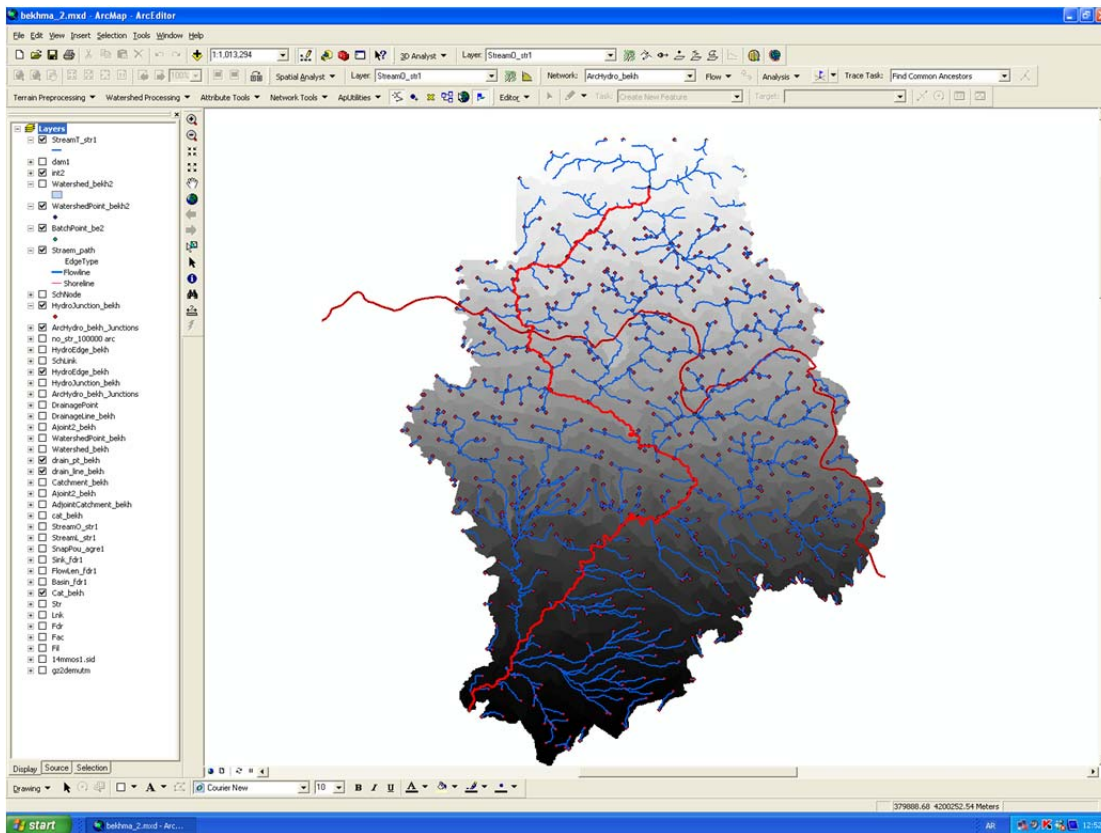 bekhma_2.mxd - ArcMap - ArcEditor
File Edit View Insert Selection Tools Window Help
1:1,013,294 3D Analyst Layer: StreamO_str1
100% Spatial Analyst Layer: StreamO_str1 Network: ArcHydro_bekh Flow Analysis Trace Task: Find Common Ancestors
Terrain Preprocessing Watershed Processing Attribute Tools Network Tools ApUtilities Editor Task: Create New Feature Target:
Layers
StreamT_str1
dam1
int2
Watershed_bekh2
WatershedPoint_bekh2
BatchPoint_be2
Straem_path
EdgeType
Flowline
Shoreline
SchNode
HydroJunction_bekh
ArcHydro_bekh_Junctions
no_str_100000 arc
HydroEdge_bekh
SchLink
HydroEdge_bekh
HydroJunction_bekh
ArcHydro_bekh_Junctions
DrainagePoint
DrainageLine_bekh
Ajoint2_bekh
WatershedPoint_bekh
Watershed_bekh
drain_pt_bekh
drain_line_bekh
Catchment_bekh
Ajoint2_bekh
AdjointCatchment_bekh
cat_bekh
StreamO_str1
StreamL_str1
SnapPou_agre1
Sink_fdr1
FlowLen_fdr1
Basin_fdr1
Cat_bekh
Str
Lnk
Fdr
Fac
Fil
14mmos1.sid
gz2demutm
Display Source Selection
Drawing A Courier New 10 B I U A
379888.68 4200252.54 Meters
start bekhma_2.mxd - Arc... AR 12:52